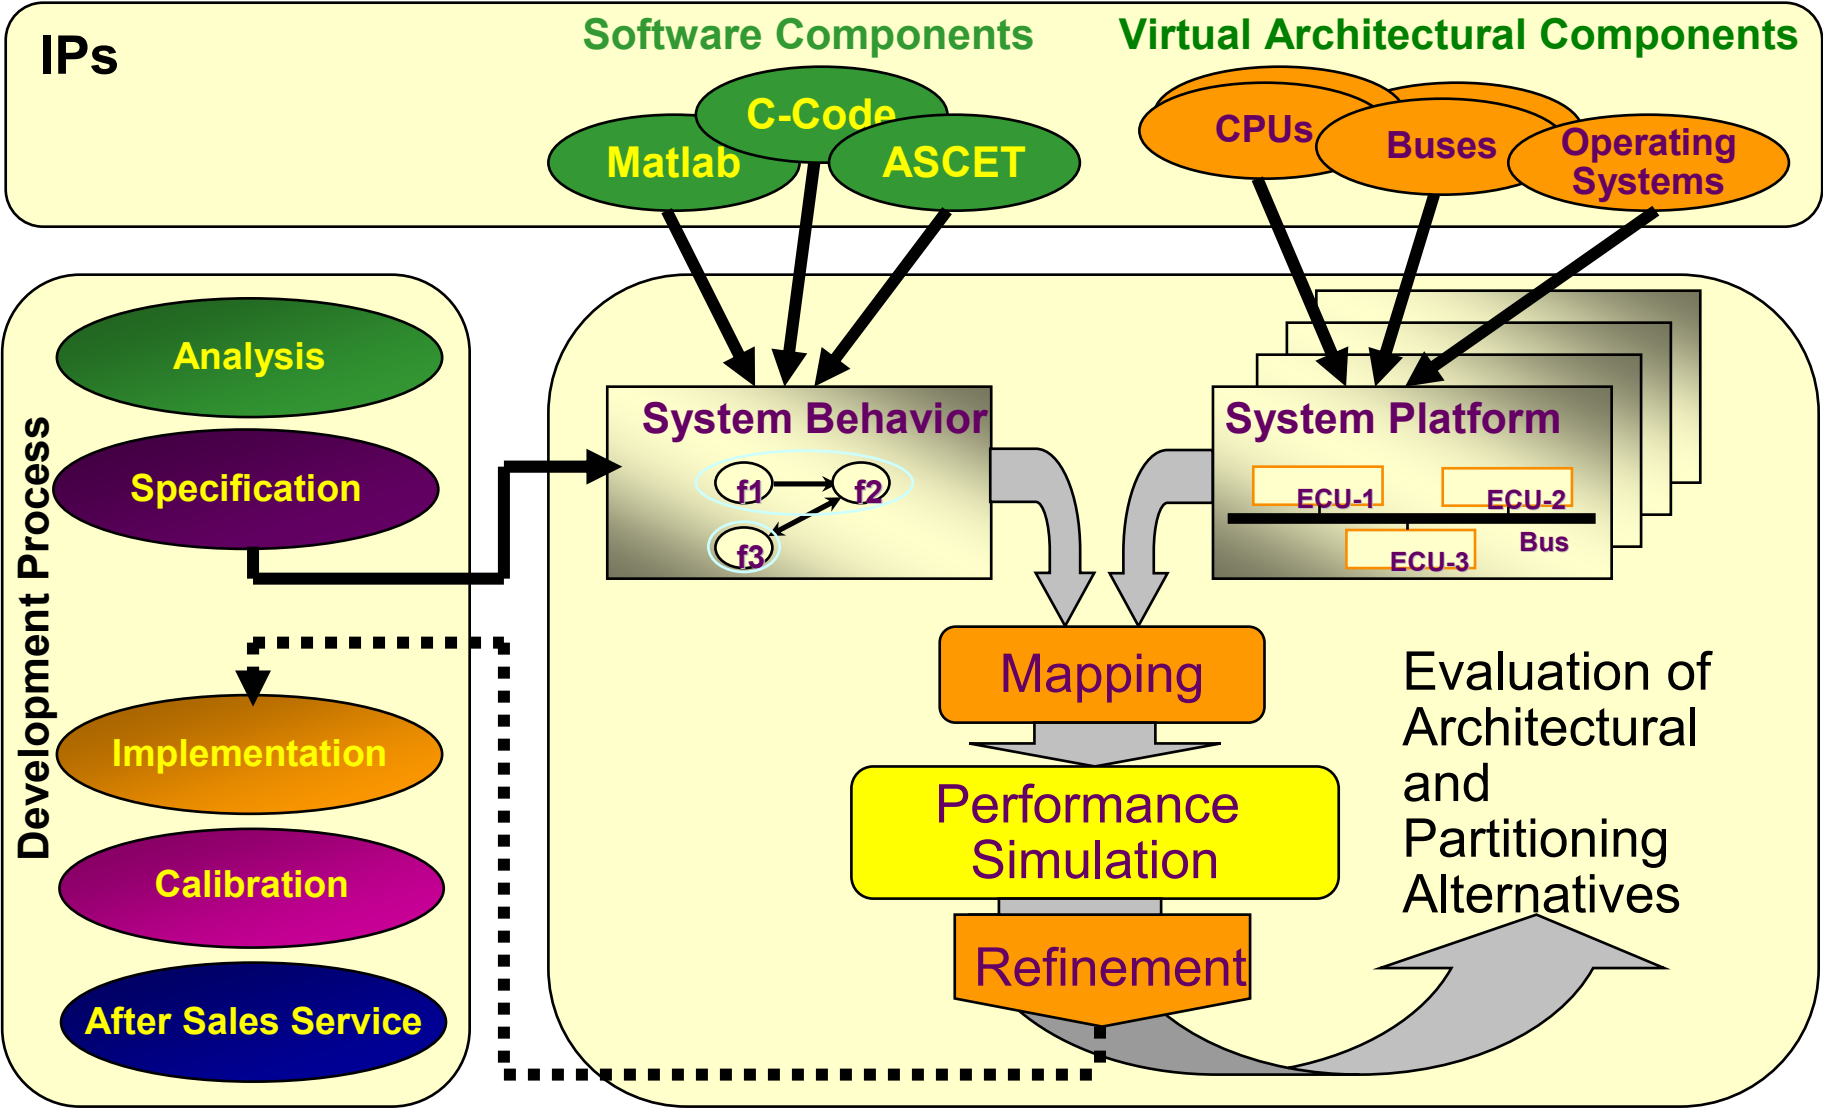 IPs
Software Components
Virtual Architectural Components
Matlab
C-Code
ASCET
CPUs
Buses
Operating
Systems
Development Process
Analysis
Specification
Implementation
Calibration
After Sales Service
System Behavior
f1
f2
f3
System Platform
ECU-1
ECU-2
Bus
ECU-3
Mapping
Performance
Simulation
Refinement
Evaluation of
Architectural
and
Partitioning
Alternatives